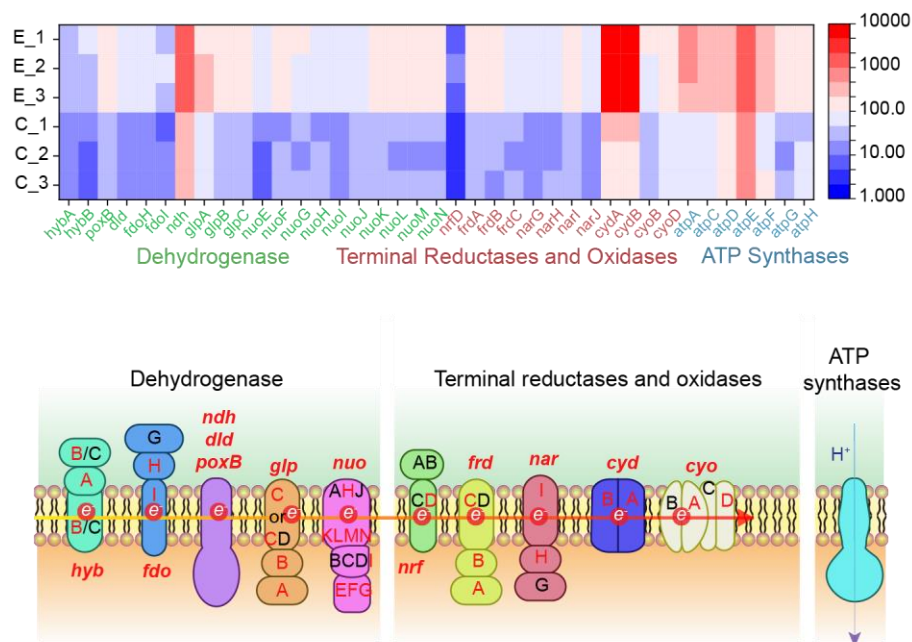 E_1
E_2
E_3
C_1
C_2
C_3
10000
1000
100.0
10.00
1.000
hybA hybB poxB dld fdoH fdoI ndh glpA glpB glpC nuoE nuoF nuoG nuoH nuoI nuoJ nuoK nuoL nuoM nuoN nrfD frdA frdB frdC narG narH narI narJ cydA cydB cyoB cyoD atpA atpC atpD atpE atpF atpG atpH
Dehydrogenase Terminal Reductases and Oxidases ATP Synthases
Dehydrogenase
Terminal reductases and oxidases
ATP
synthases
B/C
A
e
B/C
hyb
G
H
I
e
fdo
ndh
dld
poxB
e
glp
C
or
e
CD
B
A
nuo
AHJ
e
KLMN
BCDI
EFG
AB
CD
e
nrf
frd
CD
e
B
A
nar
I
e
H
G
cyd
B A
e
cyo
B A C D
e
H+